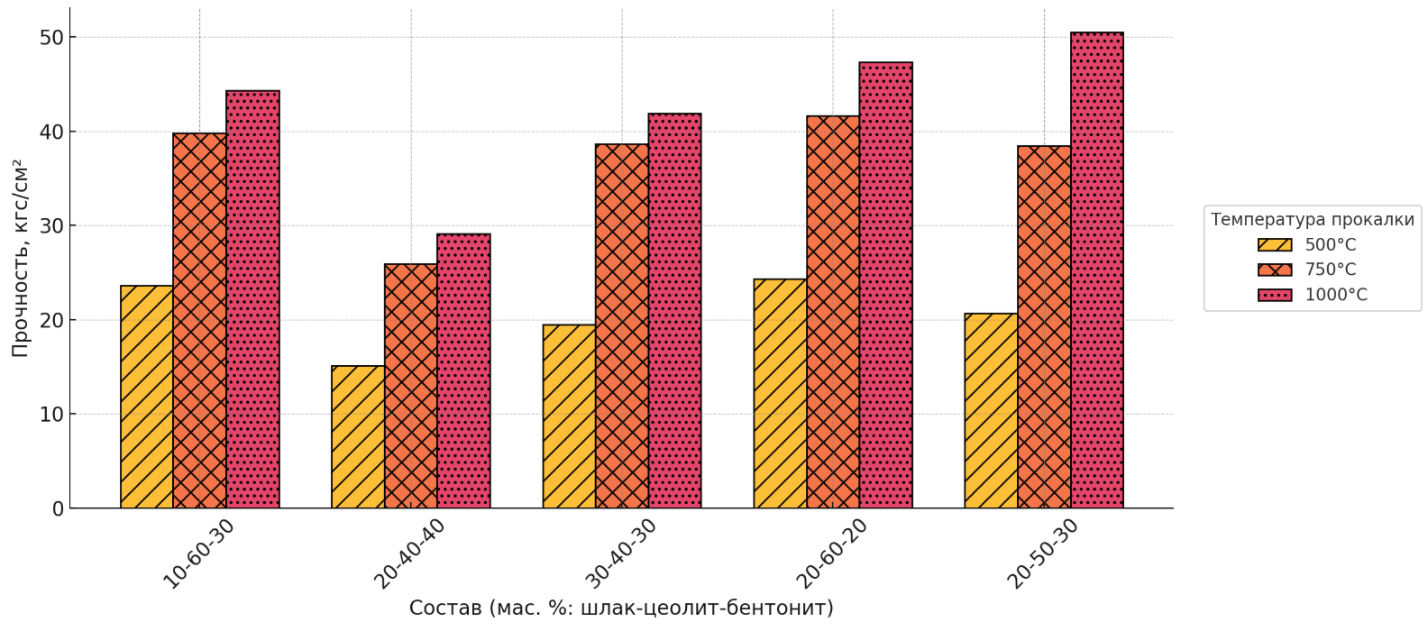 Прочность, кгс/см²
50
40
30
20
10
0
10-60-30
20-40-40
30-40-30
20-60-20
20-50-30
Состав (мас. %: шлак-цеолит-бентонит)
Температура прокалки
500°C
750°C
1000°C